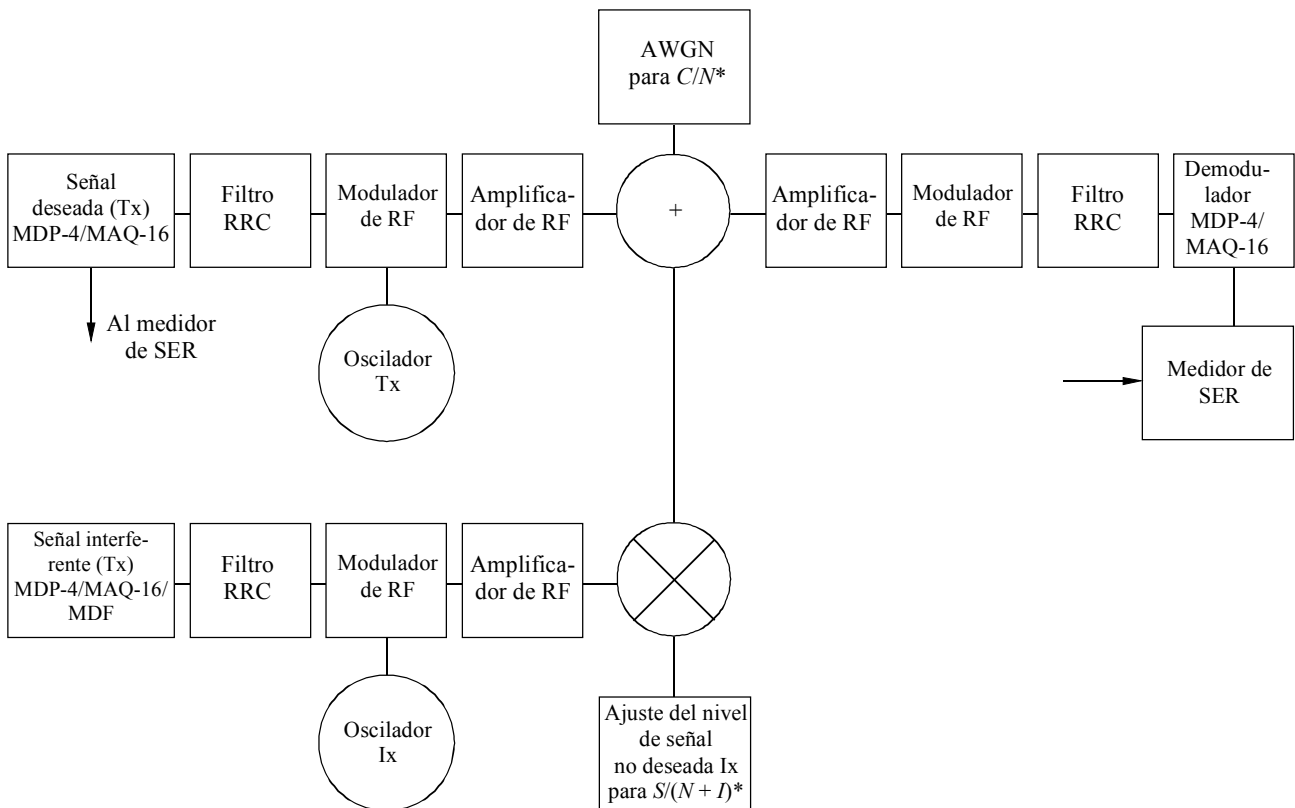 AWGN
para C/N*
Señal
deseada (Tx)
MDP-4/MAQ-16
Filtro
RRC
Modulador
de RF
Amplifica-
dor de RF
+
Amplifica-
dor de RF
Modulador
de RF
Filtro
RRC
Demodu-
lador
MDP-4/
MAQ-16
Al medidor
de SER
Oscilador
Tx
Medidor de
SER
Señal interfe-
rente (Tx)
MDP-4/MAQ-16/
MDF
Filtro
RRC
Modulador
de RF
Amplifica-
dor de RF
Oscilador
Ix
Ajuste del nivel
de señal
no deseada Ix
para S/(N + I)*